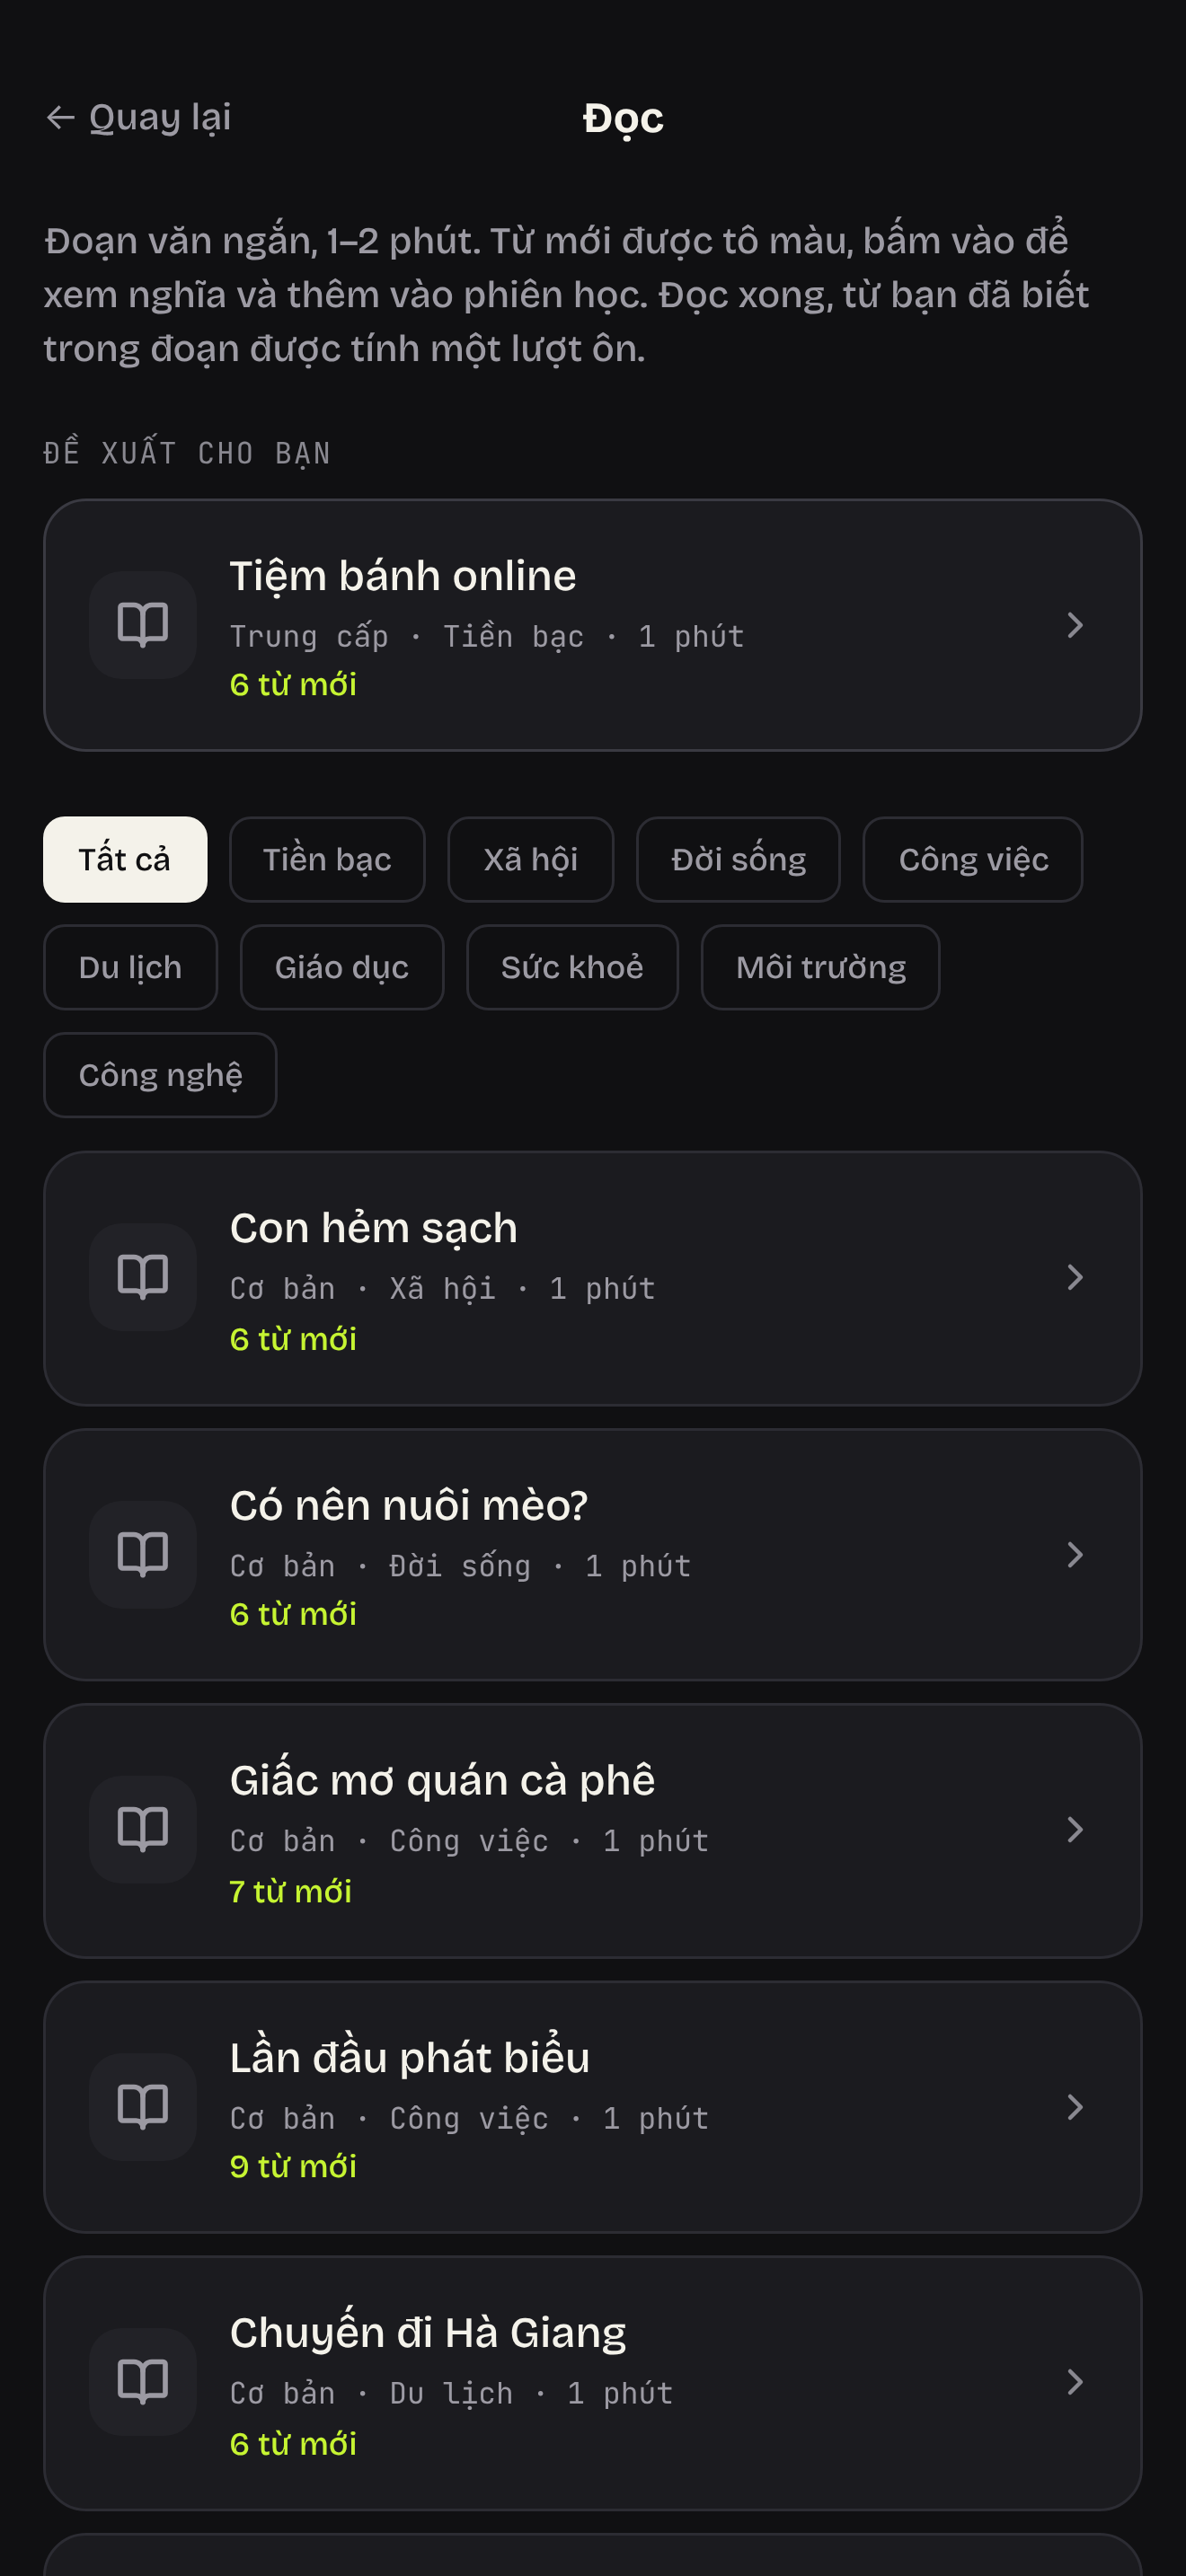 ← Quay lại
Đọc
Đoạn văn ngắn, 1–2 phút. Từ mới được tô màu, bấm vào để
xem nghĩa và thêm vào phiên học. Đọc xong, từ bạn đã biết
trong đoạn được tính một lượt ôn.
ĐỀ XUẤT CHO BẠN
Tiệm bánh online
Trung cấp · Tiền bạc · 1 phút
6 từ mới
Tất cả Tiền bạc Xã hội Đời sống Công việc
Du lịch Giáo dục Sức khoẻ Môi trường
Công nghệ
Con hẻm sạch
Cơ bản · Xã hội · 1 phút
6 từ mới
Có nên nuôi mèo?
Cơ bản · Đời sống · 1 phút
6 từ mới
Giấc mơ quán cà phê
Cơ bản · Công việc · 1 phút
7 từ mới
Lần đầu phát biểu
Cơ bản · Công việc · 1 phút
9 từ mới
Chuyến đi Hà Giang
Cơ bản · Du lịch · 1 phút
6 từ mới